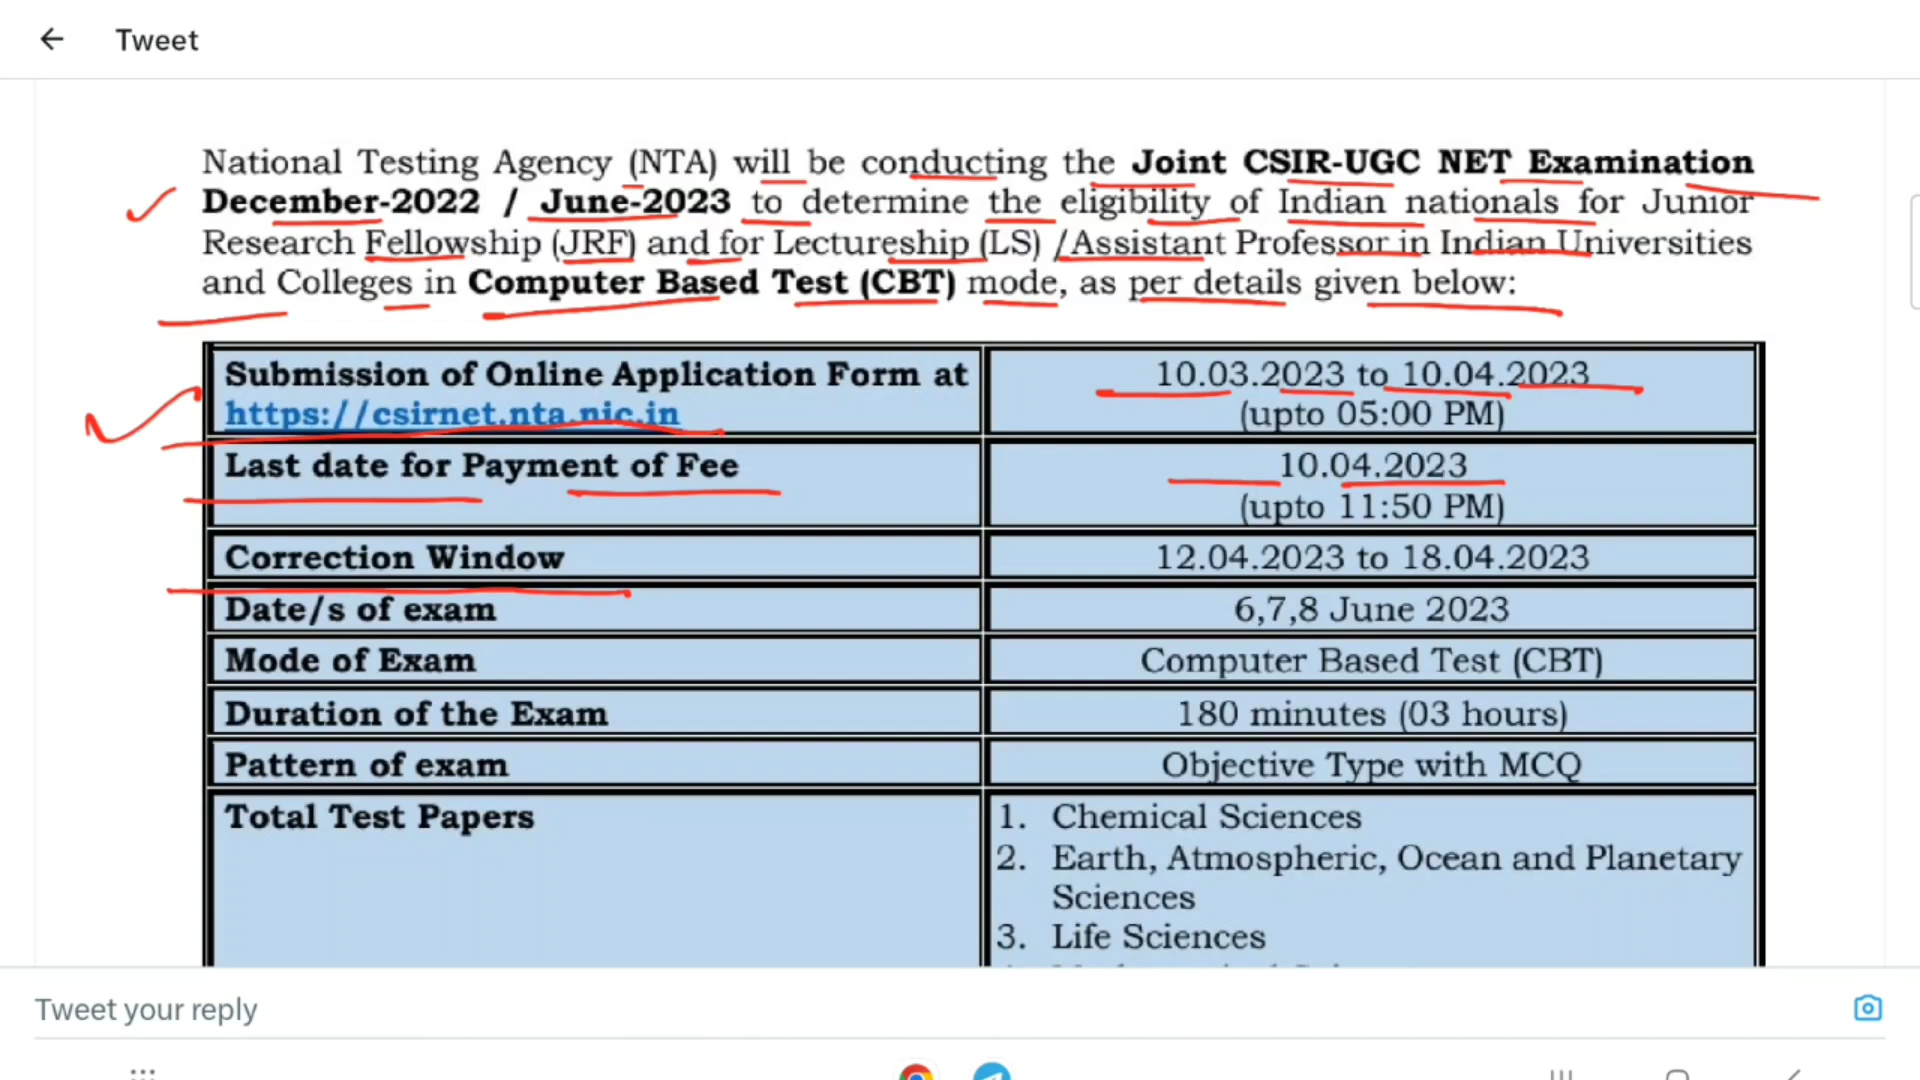 Tweet
National Testing Agency (NTA) will be conducting the Joint CSIR-UGC NET Examination
December-2022 / June-2023 to determine the eligibility of Indian nationals for Junior
Research Fellowship (JRF) and for Lectureship (LS) /Assistant Professor in Indian Universities
and Colleges in Computer Based Test (CBT) mode, as per details given below:
Submission of Online Application Form at
https://csirnet.nta.nic.in
10.03.2023 to 10.04.2023
(upto 05:00 PM)
Last date for Payment of Fee
10.04.2023
(upto 11:50 PM)
Correction Window
12.04.2023 to 18.04.2023
Date/s of exam
6,7,8 June 2023
Mode of Exam
Computer Based Test (CBT)
Duration of the Exam
180 minutes (03 hours)
Pattern of exam
Objective Type with MCQ
Total Test Papers
1. Chemical Sciences
2. Earth, Atmospheric, Ocean and Planetary
Sciences
3. Life Sciences
Tweet your reply